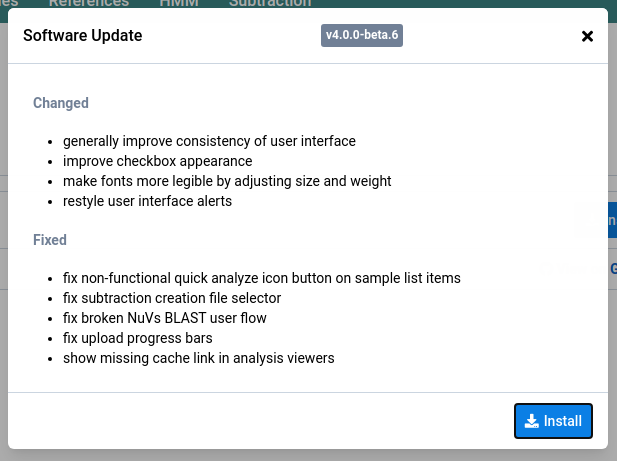 References HMM Subtraction
Software Update v4.0.0-beta.6
Changed
generally improve consistency of user interface
improve checkbox appearance
make fonts more legible by adjusting size and weight
restyle user interface alerts
Fixed
fix non-functional quick analyze icon button on sample list items
fix subtraction creation file selector
fix broken NuVs BLAST user flow
fix upload progress bars
show missing cache link in analysis viewers
Install